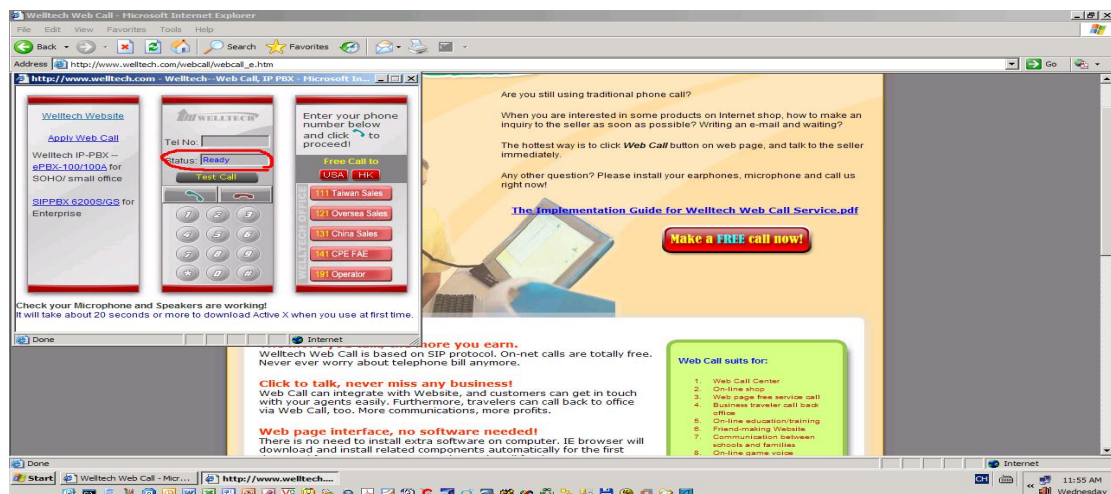 Welltech Web Call - Microsoft Internet Explorer
File Edit View Favorites Tools Help
Back Search Favorites
Address http://www.welltech.com/webcall/webcall_e.htm Go
http://www.welltech.com - Welltech--Web Call, IP PBX - Microsoft In...
Welltech Website
Apply Web Call
Welltech IP-PBX --
ePBX-100/100A for
SOHO/ small office
SIPPBX 6200S/GS for
Enterprise
WELLTECH
Tel No:
Status: Ready
Test Call
1 2 3
4 5 6
7 8 9
* 0 #
Enter your phone
number below
and click to
proceed!
Free Call to
USA HK
WELLTECH OFFICE
111 Taiwan Sales
121 Oversea Sales
131 China Sales
141 CPE FAE
191 Operator
Check your Microphone and Speakers are working!
It will take about 20 seconds or more to download Active X when you use at first time.
Done Internet
Are you still using traditional phone call?
When you are interested in some products on Internet shop, how to make an
inquiry to the seller as soon as possible? Writing an e-mail and waiting?
The hottest way is to click Web Call button on web page, and talk to the seller
immediately.
Any other question? Please install your earphones, microphone and call us
right now!
The Implementation Guide for Welltech Web Call Service.pdf
Make a FREE call now!
more you earn.
Welltech Web Call is based on SIP protocol. On-net calls are totally free.
Never ever worry about telephone bill anymore.
Click to talk, never miss any business!
Web Call can integrate with Website, and customers can get in touch
with your agents easily. Furthermore, travelers can call back to office
via Web Call, too. More communications, more profits.
Web page interface, no software needed!
There is no need to install extra software on computer. IE browser will
download and install related components automatically for the first
Web Call suits for:
1. Web Call Center
2. On-line shop
3. Web page free service call
4. Business traveler call back
office
5. On-line education/training
6. Friend-making Website
7. Communication between
schools and families
8. On-line game voice
Done Internet
Start Welltech Web Call - Micr... http://www.welltech.... CH 11:55 AM
Wednesday